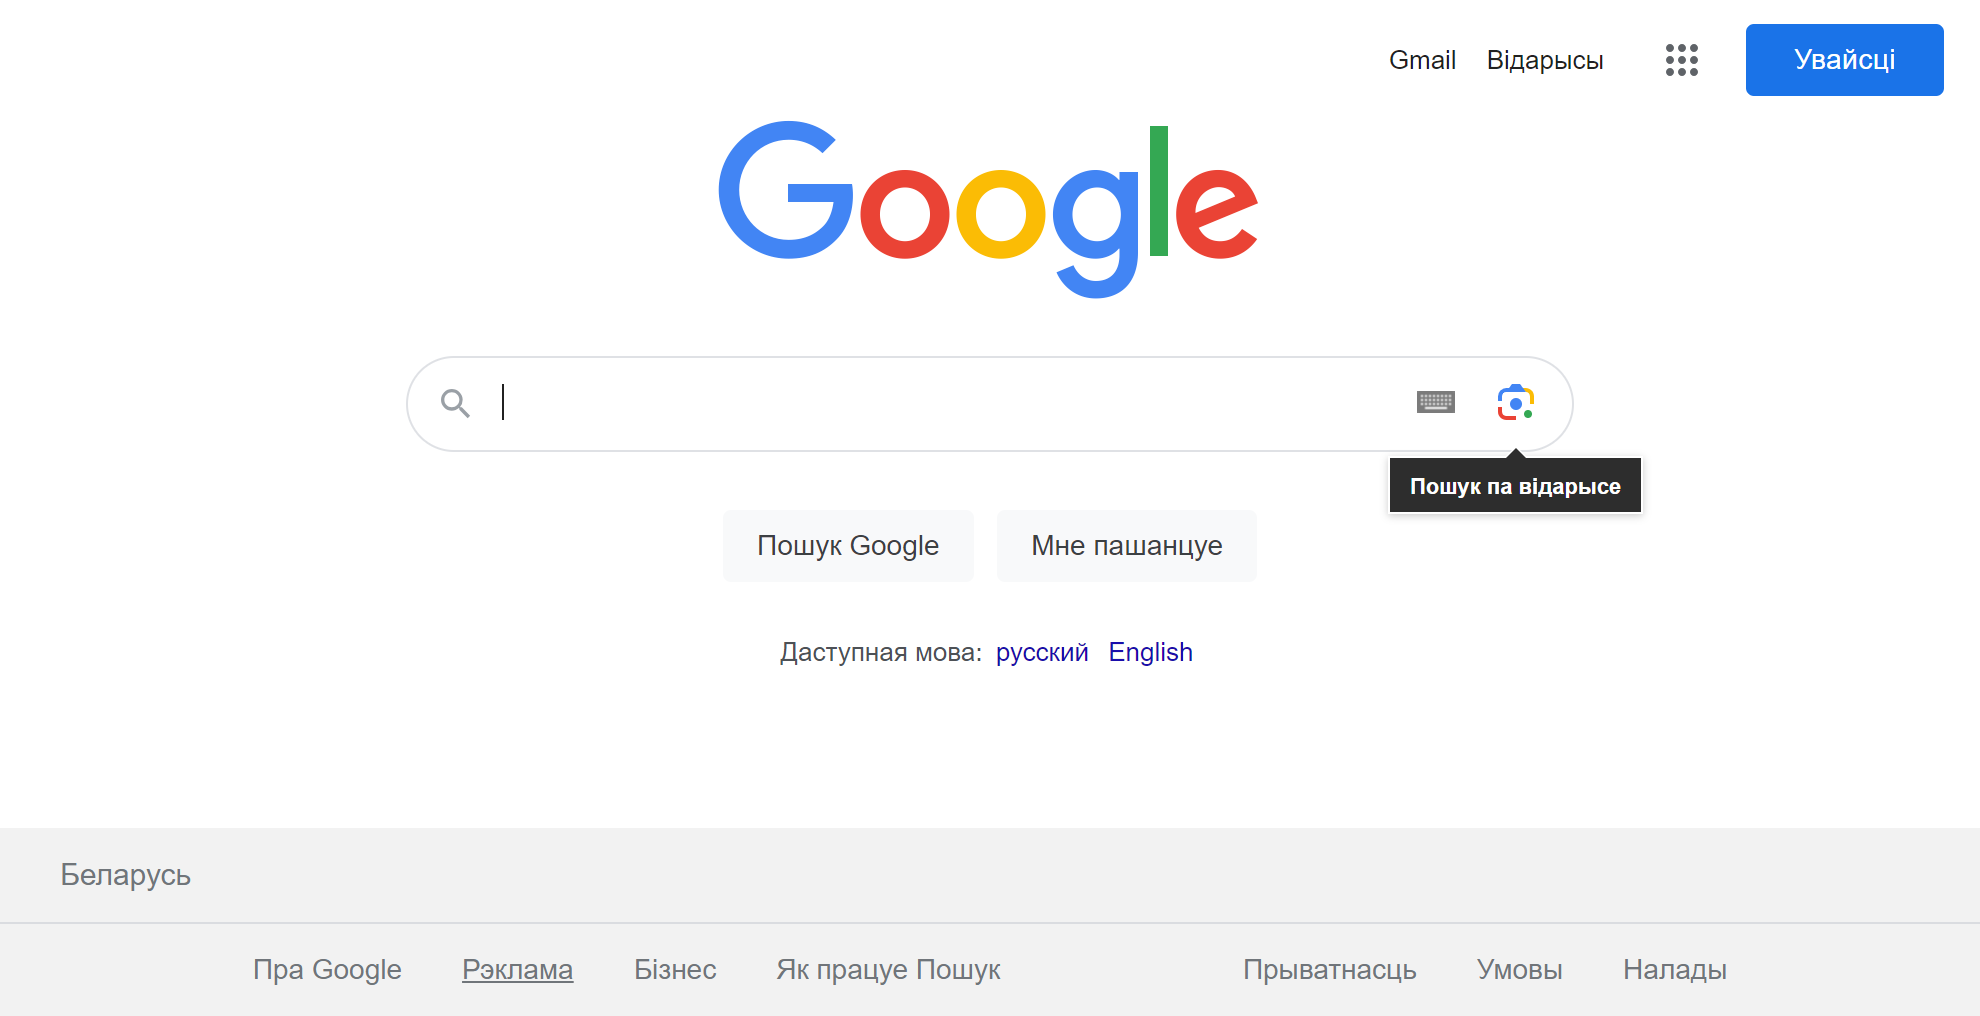 Gmail Відарысы Увайсці
Google
Пошук па відарысе
Пошук Google Мне пашанцуе
Даступная мова: русский English
Беларусь
Пра Google Рэклама Бізнес Як працуе Пошук Прыватнасць Умовы Налады